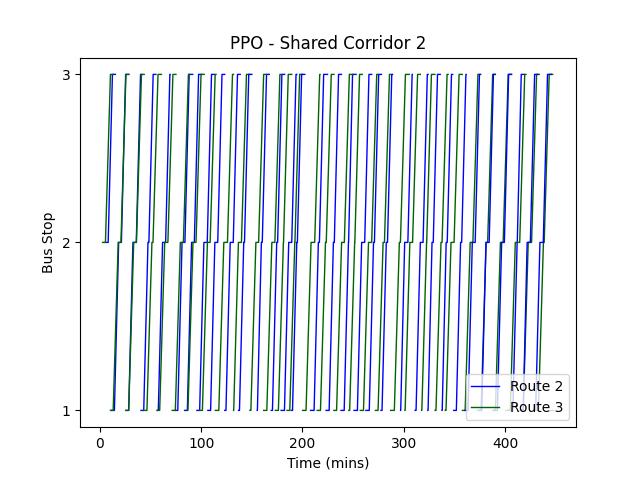 PPO - Shared Corridor 2
3
2
1
Bus Stop
0 100 200 300 400
Time (mins)
Route 2
Route 3